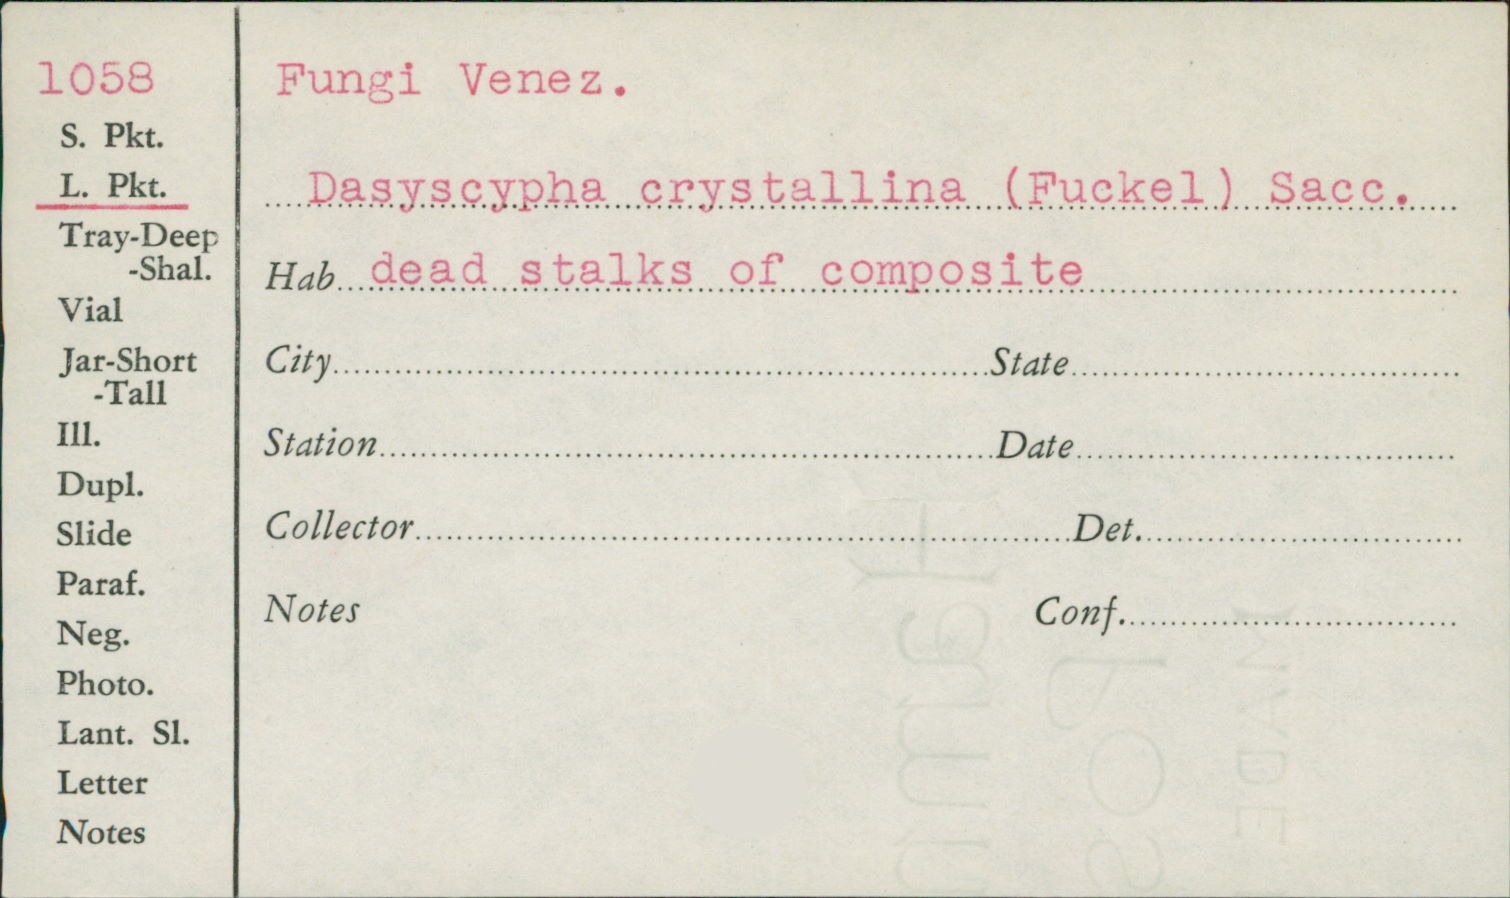 1058
S. Pkt.
L. Pkt.
Tray-Deep
-Shal.
Vial
Jar-Short
-Tall
Ill.
Dupl.
Slide
Paraf.
Neg.
Photo.
Lant. Sl.
Letter
Notes
Fungi Venez.
Dasyscypha crystallina (Fuckel) Sacc.
Hab dead stalks of composite
City State
Station Date
Collector Det.
Notes Conf.